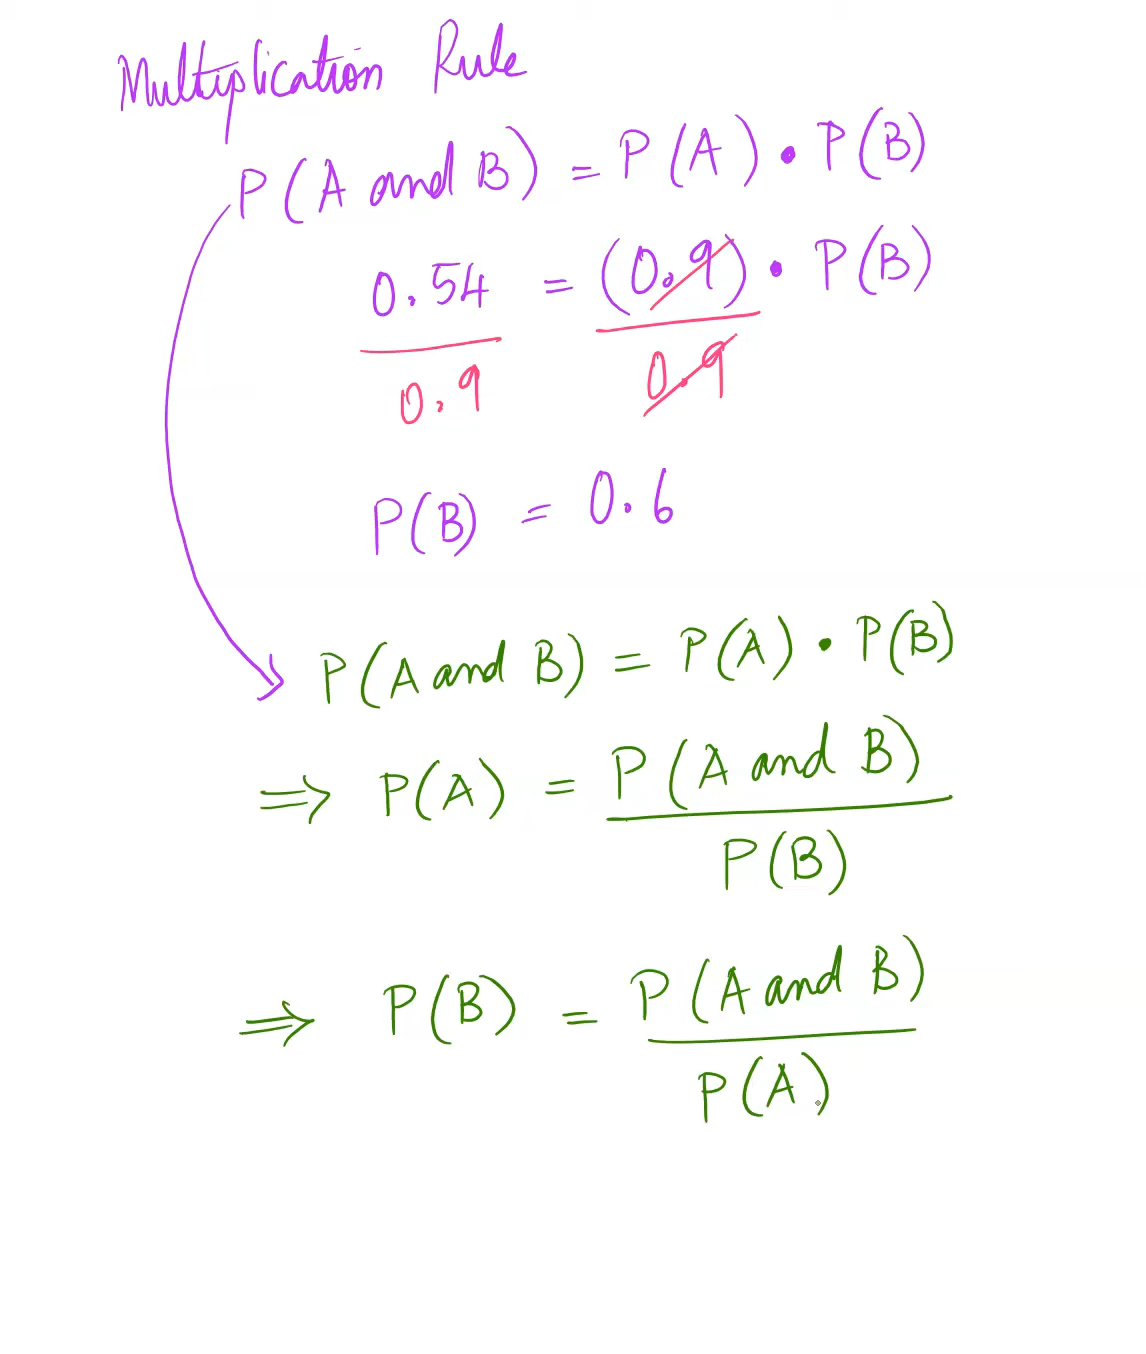 Multiplication Rule
P(A and B) = P(A) • P(B)
0.54 / 0.9 = (0.9) / 0.9 • P(B)
P(B) = 0.6
P(A and B) = P(A) • P(B)
⇒ P(A) = P(A and B) / P(B)
⇒ P(B) = P(A and B) / P(A)